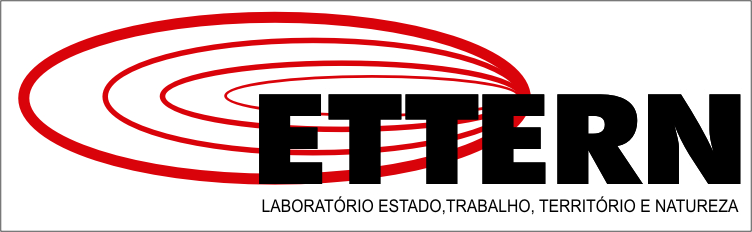 ETTERN
LABORATÓRIO ESTADO,TRABALHO, TERRITÓRIO E NATUREZA